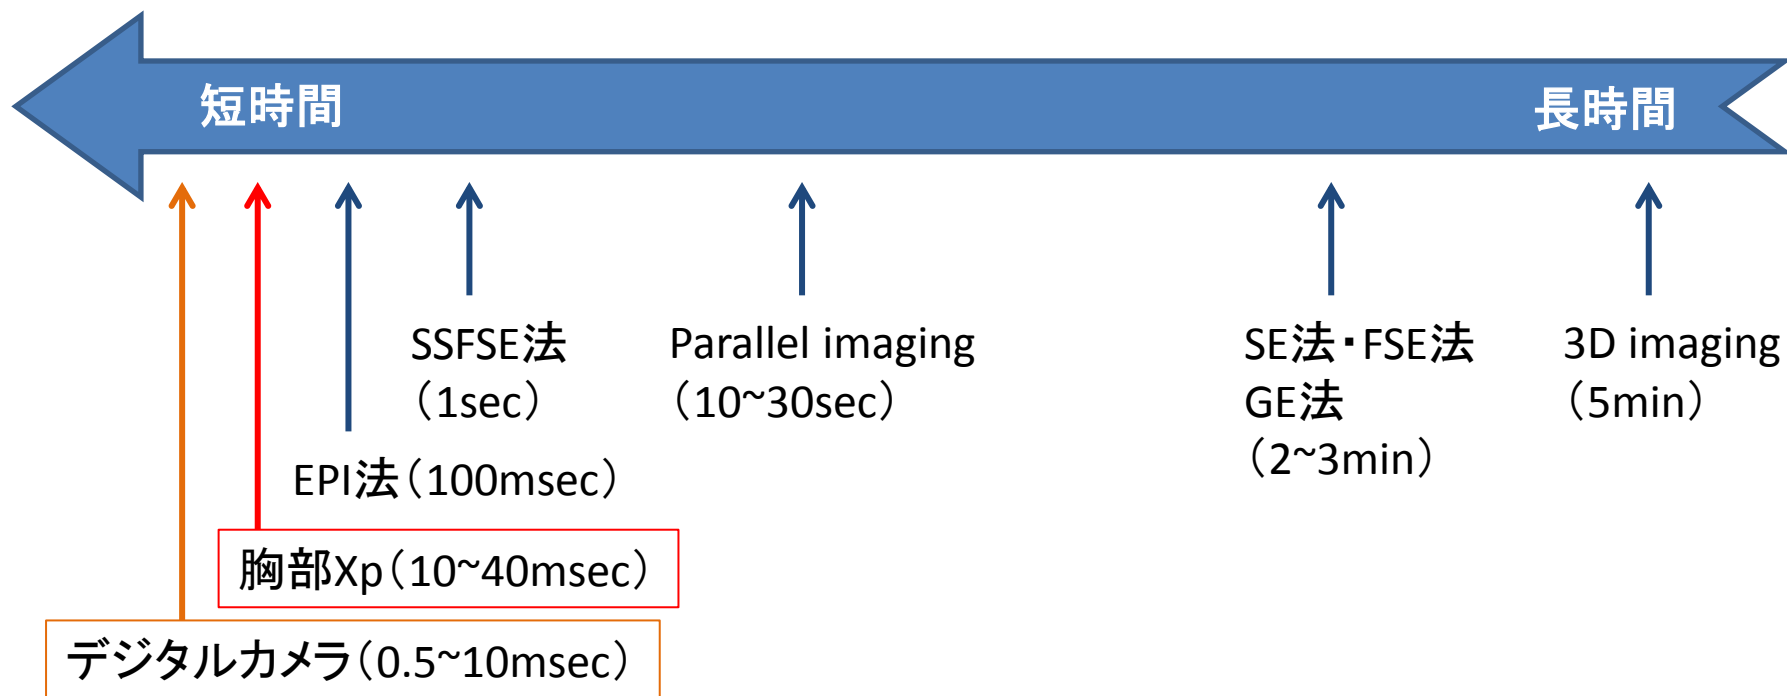 短時間
長時間
SSFSE法
（1sec）
Parallel imaging
（10~30sec）
SE法・FSE法
GE法
（2~3min）
3D imaging
（5min）
EPI法（100msec）
胸部Xp（10~40msec）
デジタルカメラ（0.5~10msec）